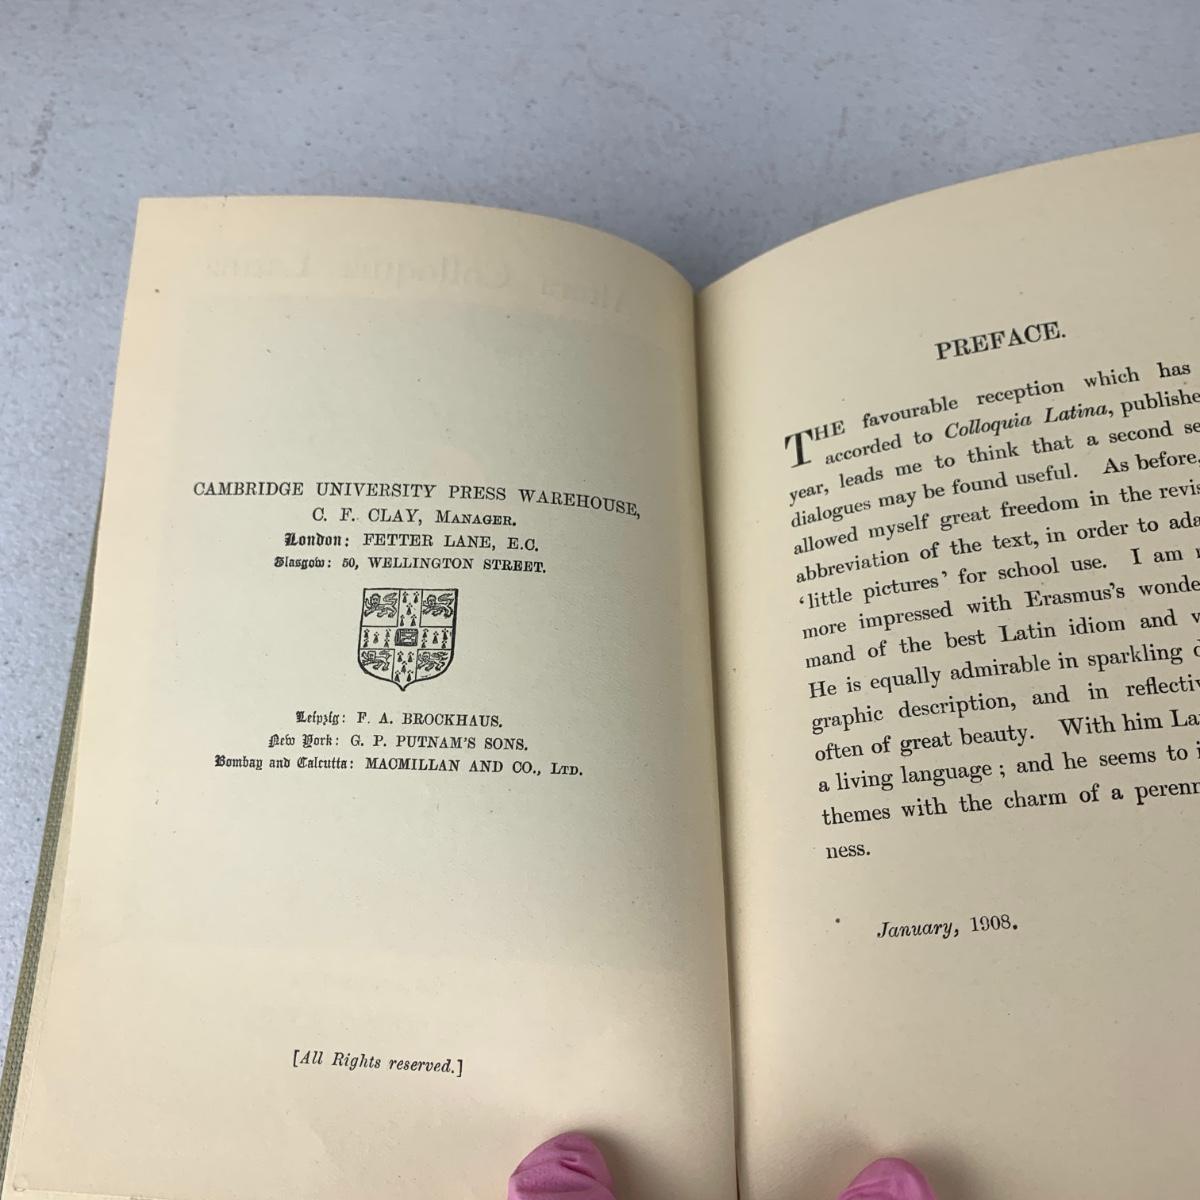 CAMBRIDGE UNIVERSITY PRESS WAREHOUSE,
C. F. CLAY, MANAGER.
London: FETTER LANE, E.C.
Glasgow: 50, WELLINGTON STREET.
Leipzig: F. A. BROCKHAUS.
New York: G. P. PUTNAM'S SONS.
Bombay and Calcutta: MACMILLAN AND CO., LTD.
[All Rights reserved.]
PREFACE.
THE favourable reception which has
accorded to Colloquia Latina, publishe
year, leads me to think that a second se
dialogues may be found useful. As before,
allowed myself great freedom in the revis
abbreviation of the text, in order to ada
'little pictures' for school use. I am
more impressed with Erasmus's wonde
mand of the best Latin idiom and v
He is equally admirable in sparkling d
graphic description, and in reflectiv
often of great beauty. With him La
a living language; and he seems to i
themes with the charm of a perenn
ness.
January, 1908.